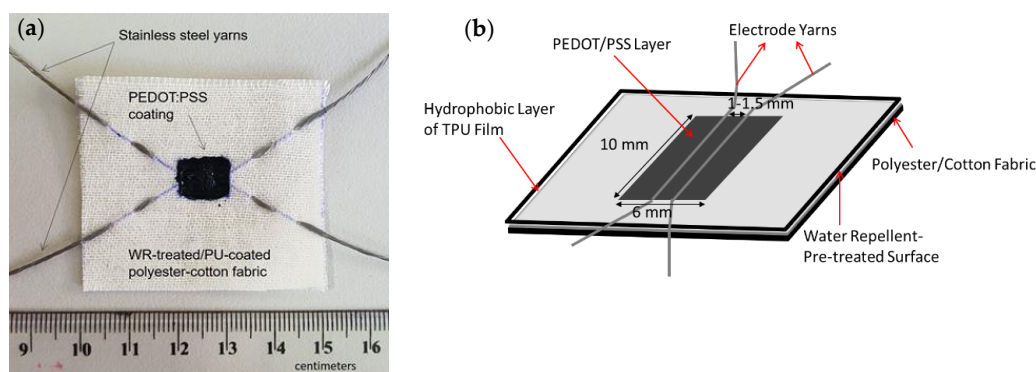 (a)
Stainless steel yarns
PEDOT:PSS
coating
WR-treated/PU-coated
polyester-cotton fabric
9 10 11 12 13 14 15 16
centimeters
(b)
Electrode Yarns
PEDOT/PSS Layer
1-1.5 mm
Hydrophobic Layer
of TPU Film
10 mm
Polyester/Cotton Fabric
6 mm
Water Repellent-
Pre-treated Surface